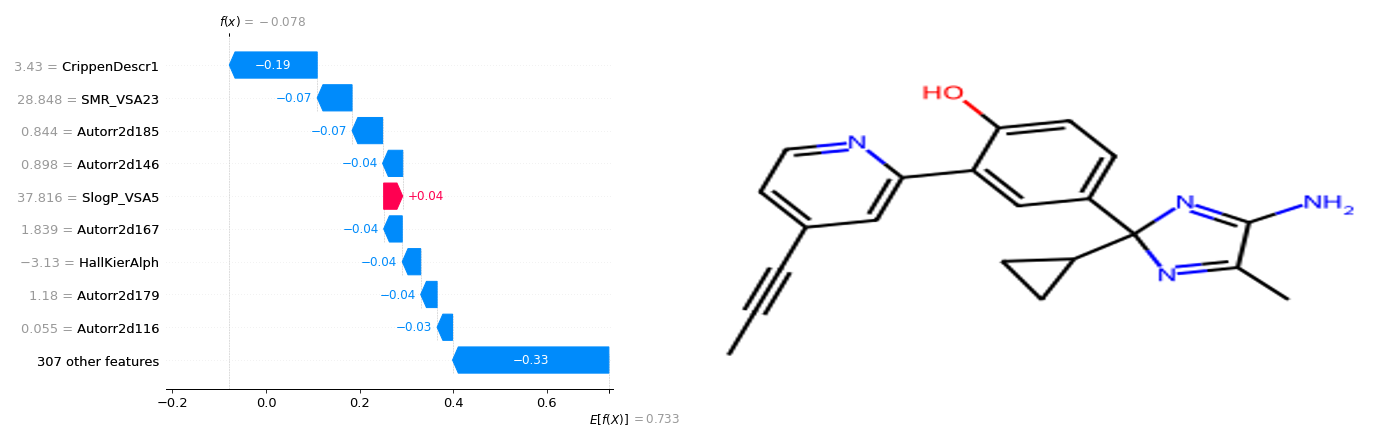 f(x) = −0.078
3.43 = CrippenDescr1
−0.19
28.848 = SMR_VSA23
−0.07
0.844 = Autorr2d185
−0.07
0.898 = Autorr2d146
−0.04
37.816 = SlogP_VSA5
+0.04
1.839 = Autorr2d167
−0.04
−3.13 = HallKierAlph
−0.04
1.18 = Autorr2d179
−0.04
0.055 = Autorr2d116
−0.03
307 other features
−0.33
−0.2 0.0 0.2 0.4 0.6
E[f(X)] = 0.733
HO
N
N
NH2
N